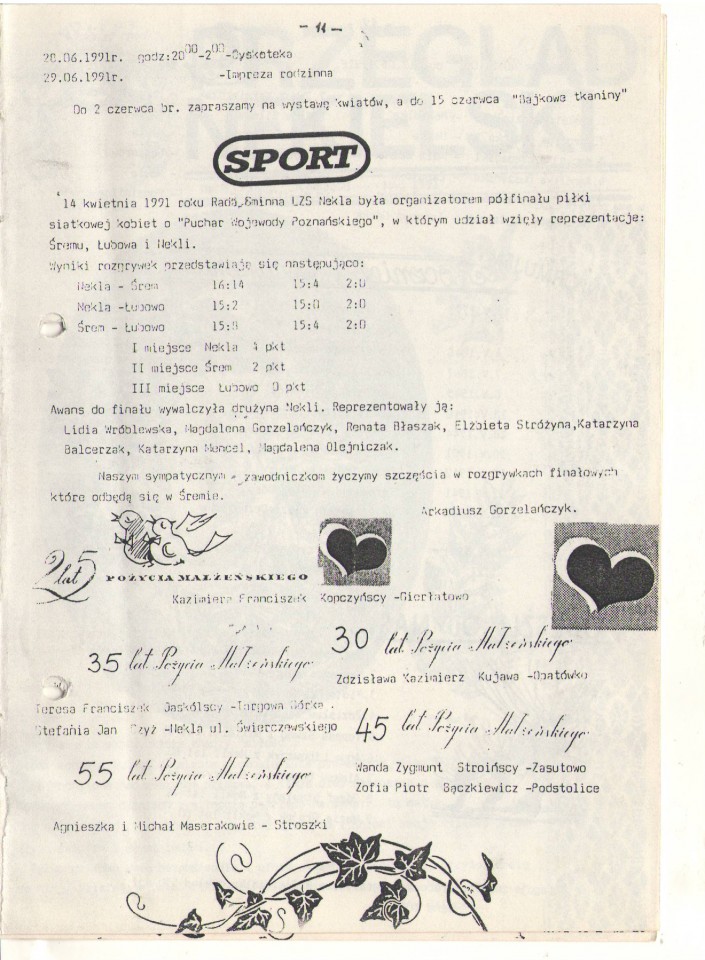 - 11 -
28.06.1991r. godz:20⁰⁰-2⁰⁰-Dyskoteka
29.06.1991r. -Impreza rodzinna
Do 2 czerwca br. zapraszamy na wystawę kwiatów, a do 15 czerwca "Bajkowe tkaniny"
SPORT
14 kwietnia 1991 roku Rada Gminna LZS Nekla była organizatorem półfinału piłki
siatkowej kobiet o "Puchar Wojewody Poznańskiego", w którym udział wzięły reprezentacje:
Śremu, Łubowa i Nekli.
Wyniki rozgrywek przedstawiają się następująco:
Nekla - Śrem 16:14 15:4 2:0
Nekla -Łubowo 15:2 15:0 2:0
Śrem - Łubowo 15:8 15:4 2:0
I miejsce Nekla 4 pkt
II miejsce Śrem 2 pkt
III miejsce Łubowo 0 pkt
Awans do finału wywalczyła drużyna Nekli. Reprezentowały ją:
Lidia Wróblewska, Magdalena Gorzelańczyk, Renata Błaszak, Elżbieta Stróżyna,Katarzyna
Balcerzak, Katarzyna Mencel, Magdalena Olejniczak.
Naszym sympatycznym zawodniczkom życzymy szczęścia w rozgrywkach finałowych
które odbędą się w Śremie.
Arkadiusz Gorzelańczyk.
25 lat POŻYCIA MAŁŻEŃSKIEGO
Kazimiera Franciszek Kopczyńscy -Gierłatowo
35 lat Pożycia Małżeńskiego
Teresa Franciszek Jaskólscy -Targowa Górka .
Stefania Jan Czyż -Nekla ul. Świerczewskiego
30 lat Pożycia Małżeńskiego
Zdzisława Kazimierz Kujawa -Opatówko
45 lat Pożycia Małżeńskiego
Wanda Zygmunt Stroińscy -Zasutowo
Zofia Piotr Gączkiewicz -Podstolice
55 lat Pożycia Małżeńskiego
Agnieszka i Michał Maserakowie - Stroszki